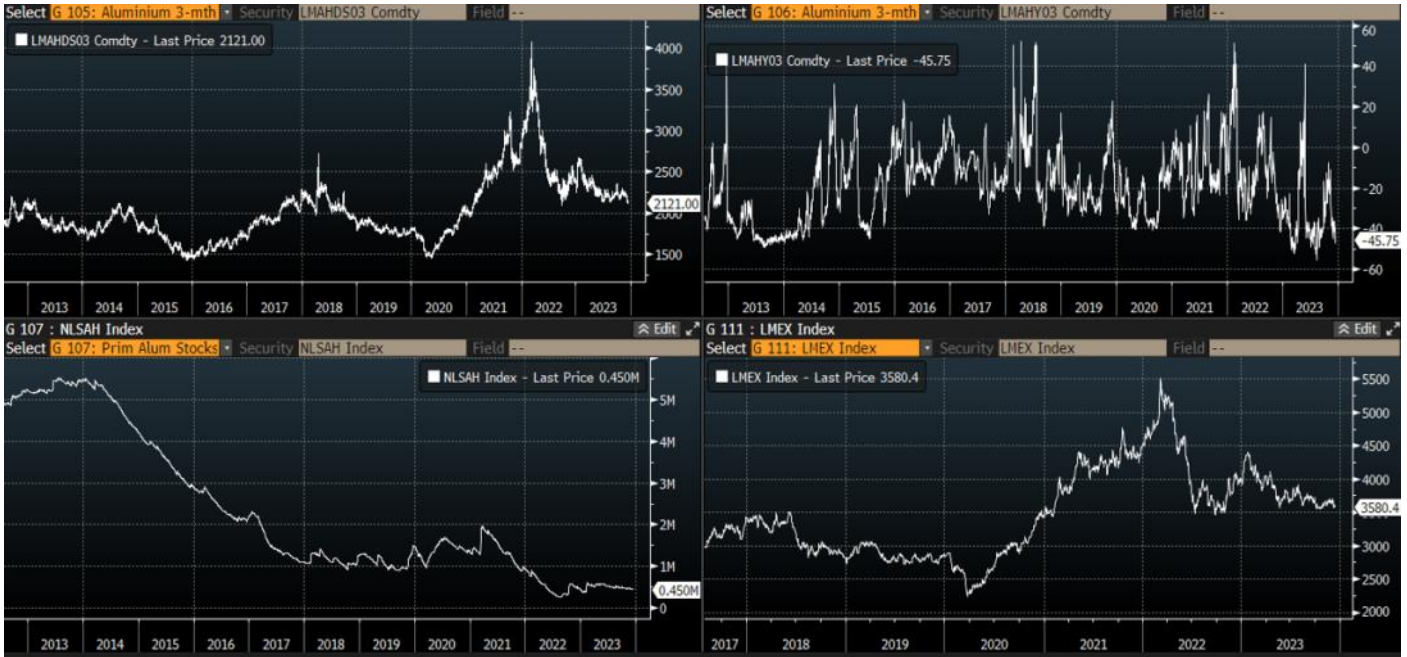 Select G 105: Aluminium 3-mth Security LMAHDS03 Comdty Field --
LMAHDS03 Comdty - Last Price 2121.00
4000
3500
3000
2500
2121.00
2000
1500
2013 2014 2015 2016 2017 2018 2019 2020 2021 2022 2023
Select G 106: Aluminium 3-mth Security LMAHY03 Comdty Field --
LMAHY03 Comdty - Last Price -45.75
60
40
20
0
-20
-40
-45.75
-60
2013 2014 2015 2016 2017 2018 2019 2020 2021 2022 2023
G 107 : NLSAH Index Edit
Select G 107: Prim Alum Stocks Security NLSAH Index Field --
NLSAH Index - Last Price 0.450M
5M
4M
3M
2M
1M
0.450M
0
2013 2014 2015 2016 2017 2018 2019 2020 2021 2022 2023
G 111 : LMEX Index Edit
Select G 111: LMEX Index Security LMEX Index Field --
LMEX Index - Last Price 3580.4
5500
5000
4500
4000
3580.4
3000
2500
2000
2017 2018 2019 2020 2021 2022 2023